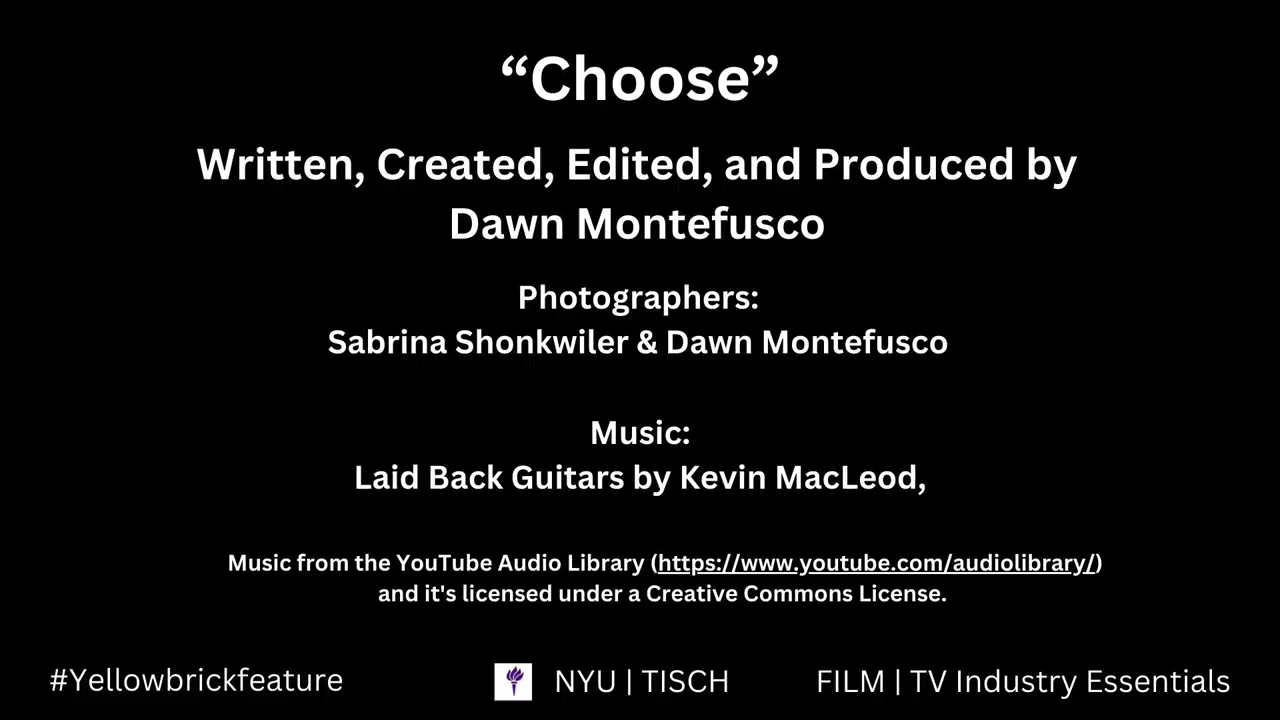 “Choose”
Written, Created, Edited, and Produced by
Dawn Montefusco
Photographers:
Sabrina Shonkwiler & Dawn Montefusco
Music:
Laid Back Guitars by Kevin MacLeod,
Music from the YouTube Audio Library (https://www.youtube.com/audiolibrary/)
and it's licensed under a Creative Commons License.
#Yellowbrickfeature NYU | TISCH FILM | TV Industry Essentials